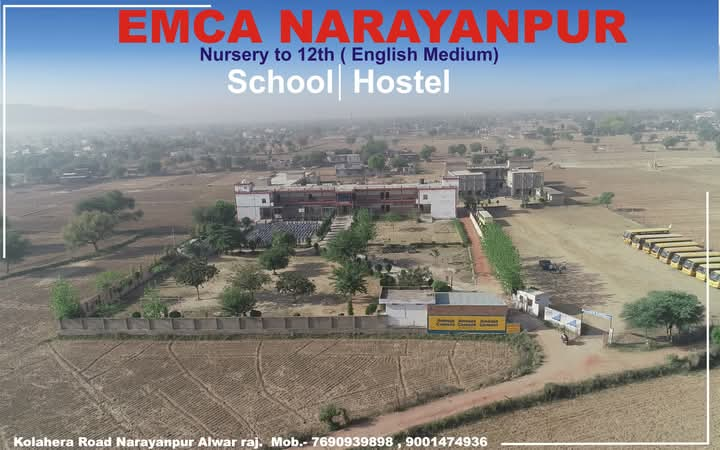 EMCA NARAYANPUR
Nursery to 12th ( English Medium)
School Hostel
Kolahera Road Narayanpur Alwar raj. Mob.- 7690939898 , 9001474936